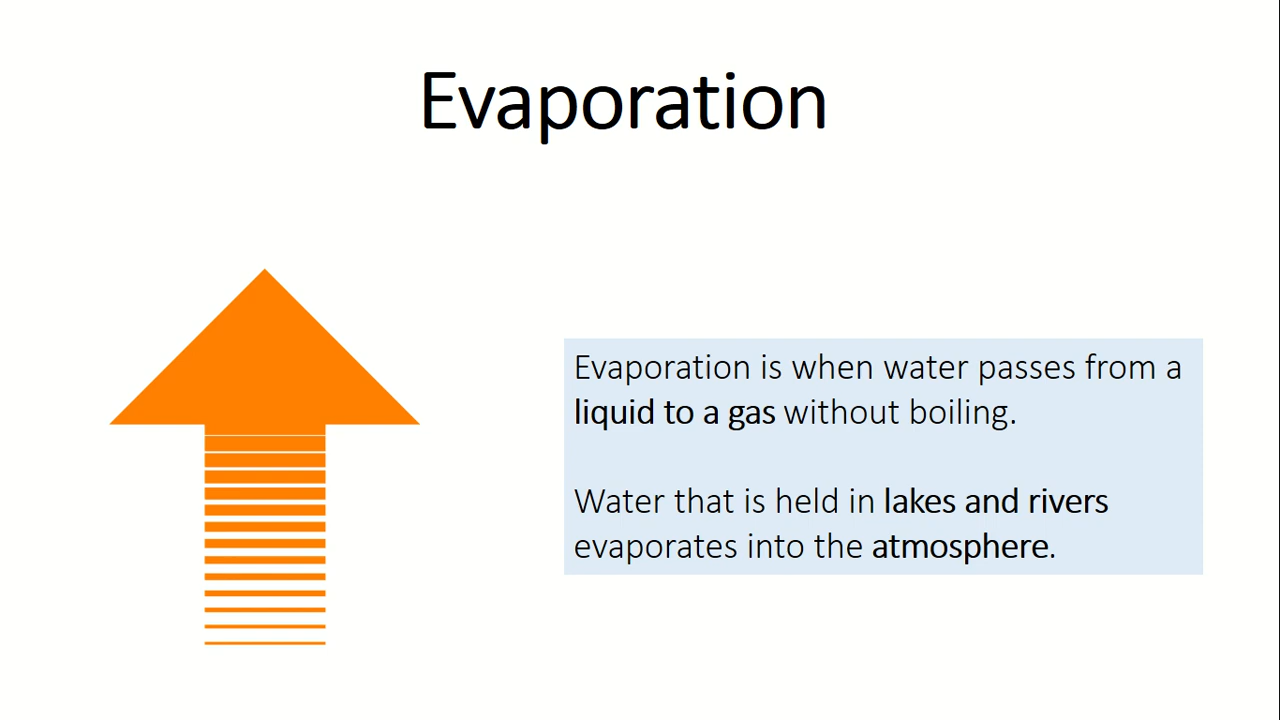 Evaporation
Evaporation is when water passes from a
liquid to a gas without boiling.
Water that is held in lakes and rivers
evaporates into the atmosphere.